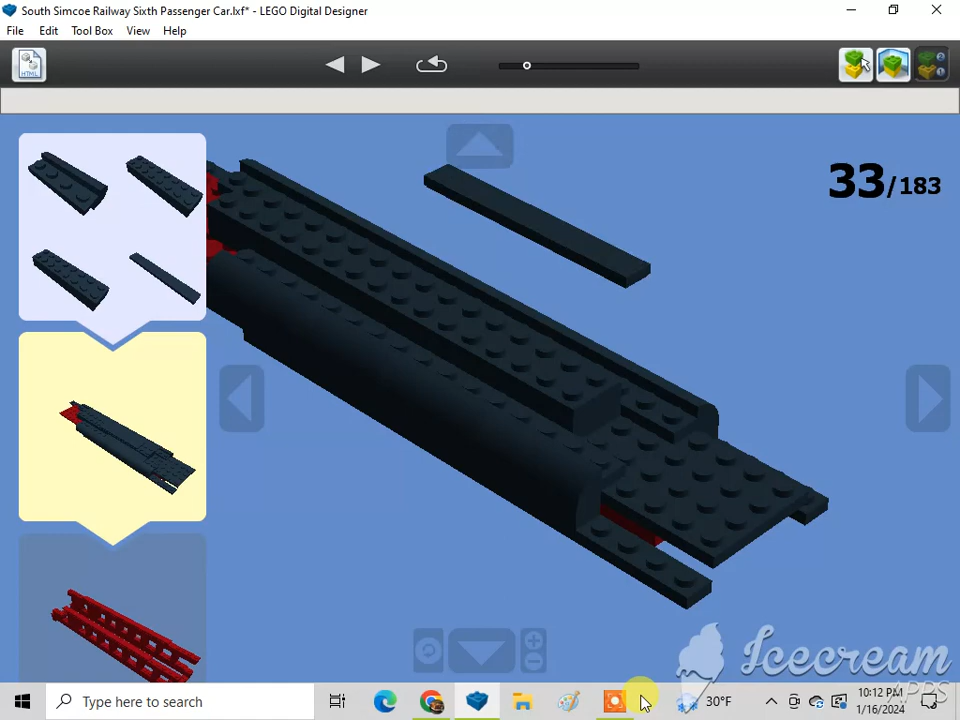 South Simcoe Railway Sixth Passenger Car.lxf* - LEGO Digital Designer
File Edit Tool Box View Help
HTML
33/183
Icecream
APPS
Type here to search
30°F
10:12 PM
1/16/2024